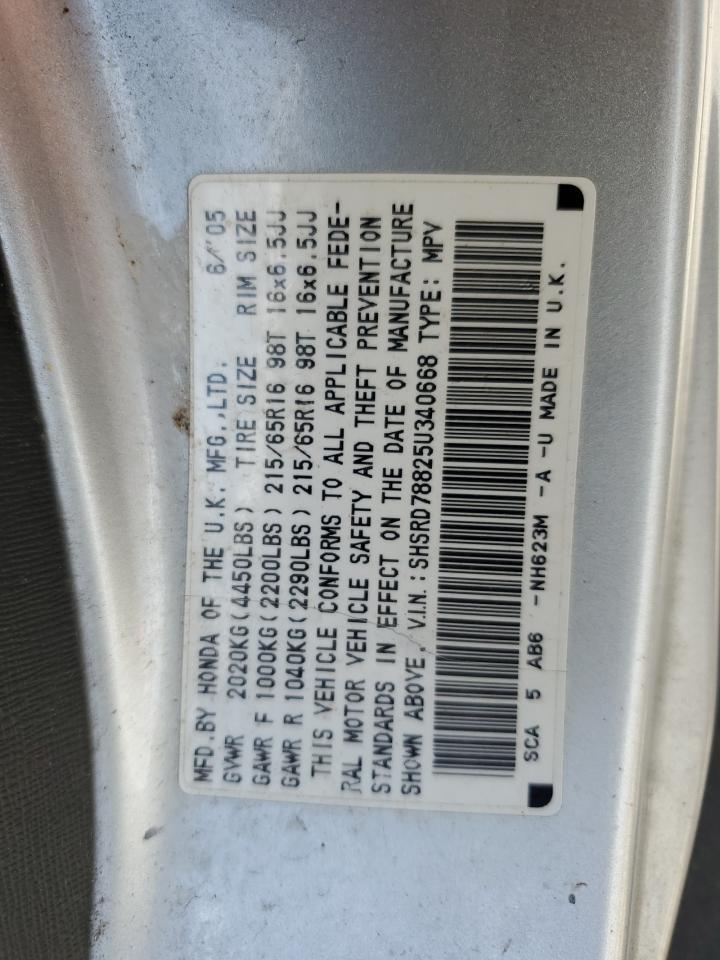 MFD.BY HONDA OF THE U.K. MFG.,LTD. 6/'05
GVWR 2020KG(4450LBS) TIRE SIZE RIM SIZE
GAWR F 1000KG(2200LBS) 215/65R16 98T 16x6.5JJ
GAWR R 1040KG(2290LBS) 215/65R16 98T 16x6.5JJ
THIS VEHICLE CONFORMS TO ALL APPLICABLE FEDE-
RAL MOTOR VEHICLE SAFETY AND THEFT PREVENTION
STANDARDS IN EFFECT ON THE DATE OF MANUFACTURE
SHOWN ABOVE. V.I.N.: SHSRD78825U340668 TYPE: MPV
SCA 5 AB6 -NH623M -A -U MADE IN U.K.